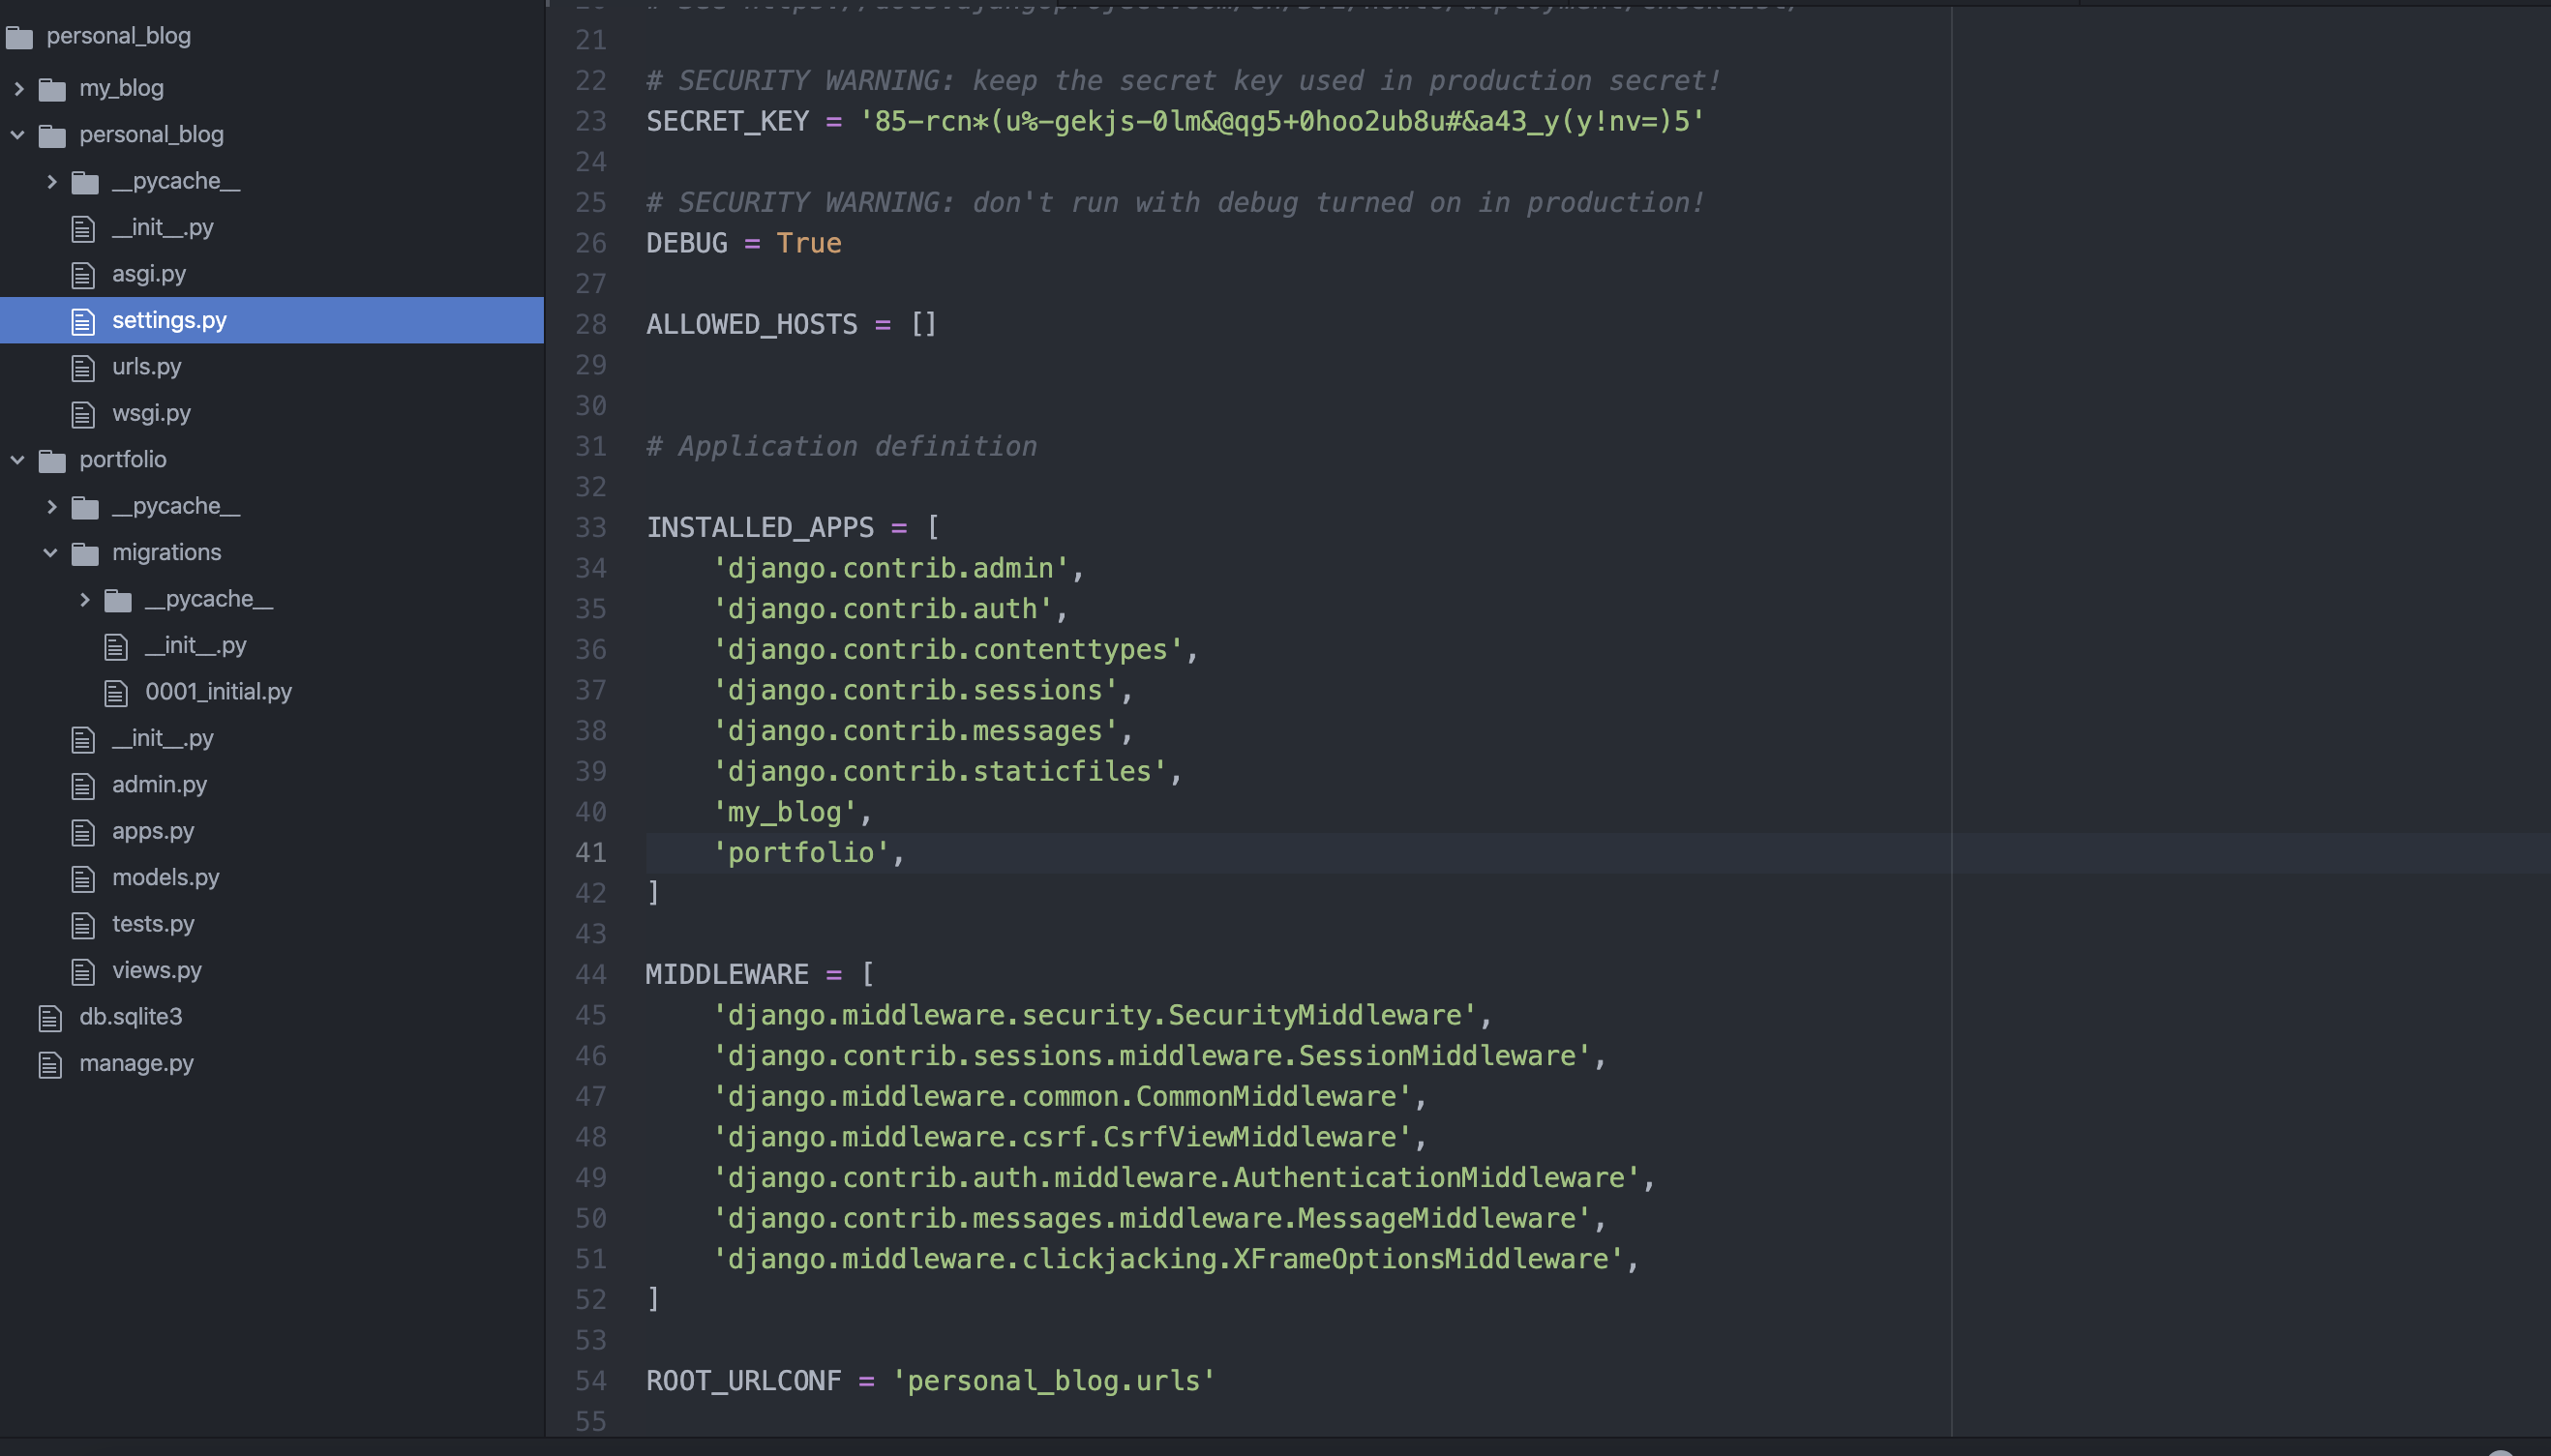 personal_blog
my_blog
personal_blog
__pycache__
__init__.py
asgi.py
settings.py
urls.py
wsgi.py
portfolio
__pycache__
migrations
__pycache__
__init__.py
0001_initial.py
__init__.py
admin.py
apps.py
models.py
tests.py
views.py
db.sqlite3
manage.py
21
22 # SECURITY WARNING: keep the secret key used in production secret!
23 SECRET_KEY = '85-rcn*(u%-gekjs-0lm&@qg5+0hoo2ub8u#&a43_y(y!nv=)5'
24
25 # SECURITY WARNING: don't run with debug turned on in production!
26 DEBUG = True
27
28 ALLOWED_HOSTS = []
29
30
31 # Application definition
32
33 INSTALLED_APPS = [
34     'django.contrib.admin',
35     'django.contrib.auth',
36     'django.contrib.contenttypes',
37     'django.contrib.sessions',
38     'django.contrib.messages',
39     'django.contrib.staticfiles',
40     'my_blog',
41     'portfolio',
42 ]
43
44 MIDDLEWARE = [
45     'django.middleware.security.SecurityMiddleware',
46     'django.contrib.sessions.middleware.SessionMiddleware',
47     'django.middleware.common.CommonMiddleware',
48     'django.middleware.csrf.CsrfViewMiddleware',
49     'django.contrib.auth.middleware.AuthenticationMiddleware',
50     'django.contrib.messages.middleware.MessageMiddleware',
51     'django.middleware.clickjacking.XFrameOptionsMiddleware',
52 ]
53
54 ROOT_URLCONF = 'personal_blog.urls'
55